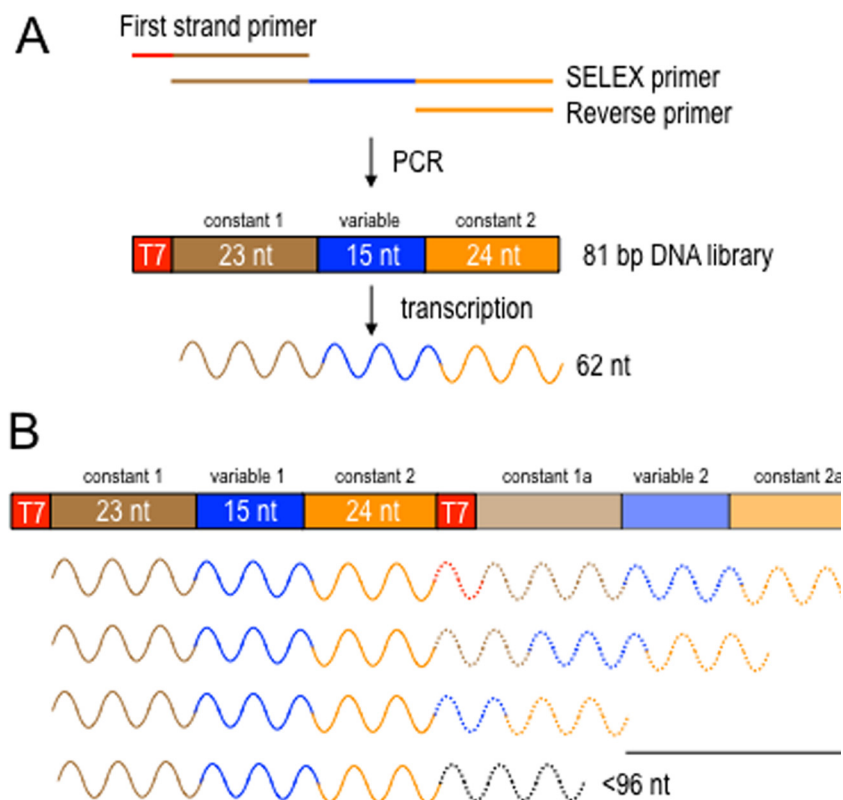 A
First strand primer
SELEX primer
Reverse primer
PCR
constant 1 variable constant 2
T7 23 nt 15 nt 24 nt 81 bp DNA library
transcription
62 nt
B
constant 1 variable 1 constant 2 constant 1a variable 2 constant 2a
T7 23 nt 15 nt 24 nt T7
<96 nt